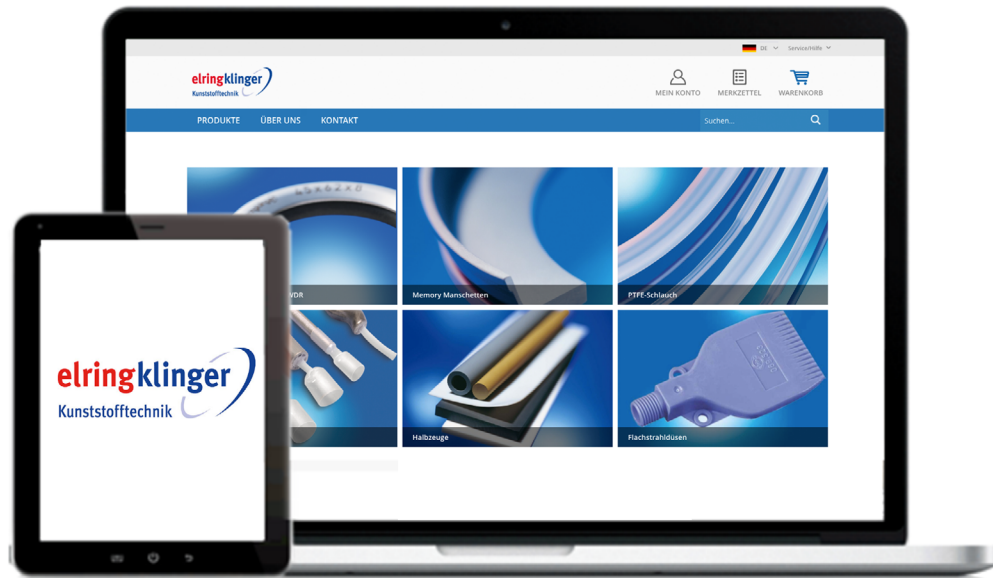 DE
Service/Hilfe
elringklinger
Kunststofftechnik
MEIN KONTO
MERKZETTEL
WARENKORB
PRODUKTE
ÜBER UNS
KONTAKT
Suchen...
45x62x8
WDR
Memory Manschetten
PTFE-Schlauch
Halbzeuge
Flachstrahldüsen
elringklinger
Kunststofftechnik